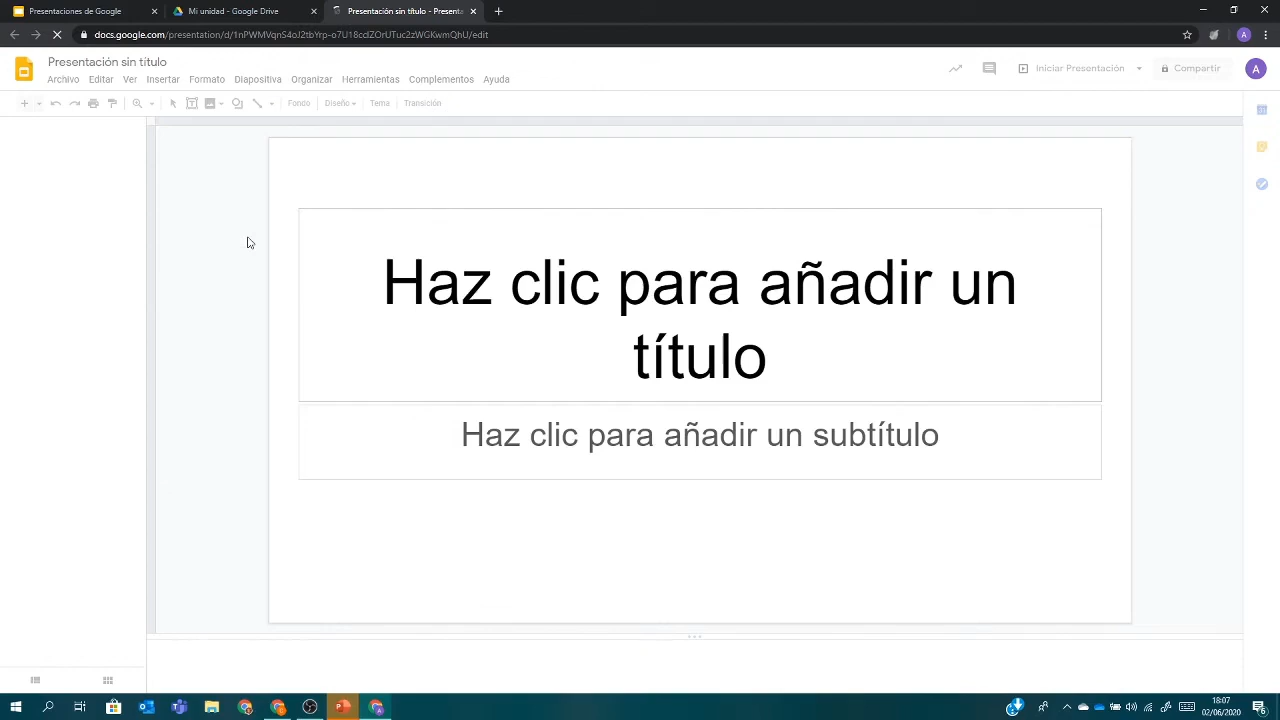 Presentaciones de Google
Mi unidad - Google Drive
Presentación sin título - Presenta
docs.google.com/presentation/d/1nPWMVqnS4oJ2tbYrp-o7U18cdZOrUTuc2zWGKwmQhU/edit
A
Presentación sin título
Archivo Editar Ver Insertar Formato Diapositiva Organizar Herramientas Complementos Ayuda
Iniciar Presentación
Compartir
A
Fondo Diseño Tema Transición
31
Haz clic para añadir un
título
Haz clic para añadir un subtítulo
18:07
02/06/2020